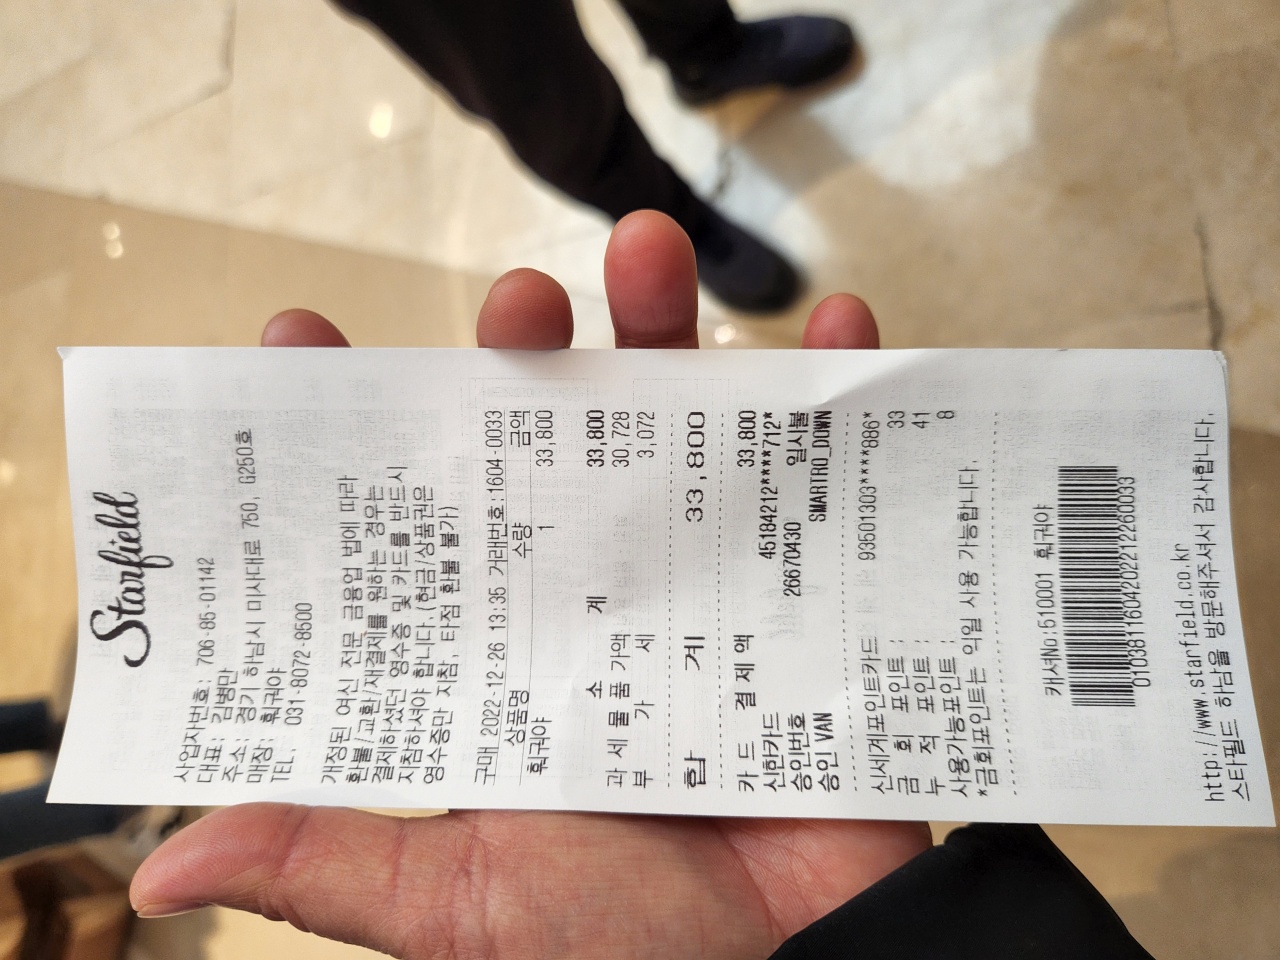 Starfield
사업자번호: 706-85-01142
대표: 김병만
주소: 경기 하남시 미사대로 750, G250호
매장: 훠궈야
TEL. 031-8072-8500
개정된 여신 전문 금융업 법에 따라
환불/교환/재결제를 원하는 경우는
결제하셨던 영수증 및 카드를 반드시
지참하셔야 합니다.(현금/상품권은
영수증만 지참, 타점 환불 불가)
구매 2022-12-26 13:35 거래번호:1604-0033
상품명 수량 금액
훠궈야 1 33,800
소 계 33,800
과 세 물 품 가액 30,728
부 가 세 3,072
합 계 33,800
카 드 결 제 액 33,800
신한카드 45184212****712*
승인번호 26670430 일시불
승인 VAN SMARTRO_DOWN
신세계포인트카드 93501303****886*
금 회 포인트 : 33
누 적 포인트 : 41
사용가능포인트 : 8
*금회포인트는 익일 사용 가능합니다.
캐셔No:510001 훠궈야
0103811604202212260033
http://www.starfield.co.kr
스타필드 하남을 방문해주셔서 감사합니다.